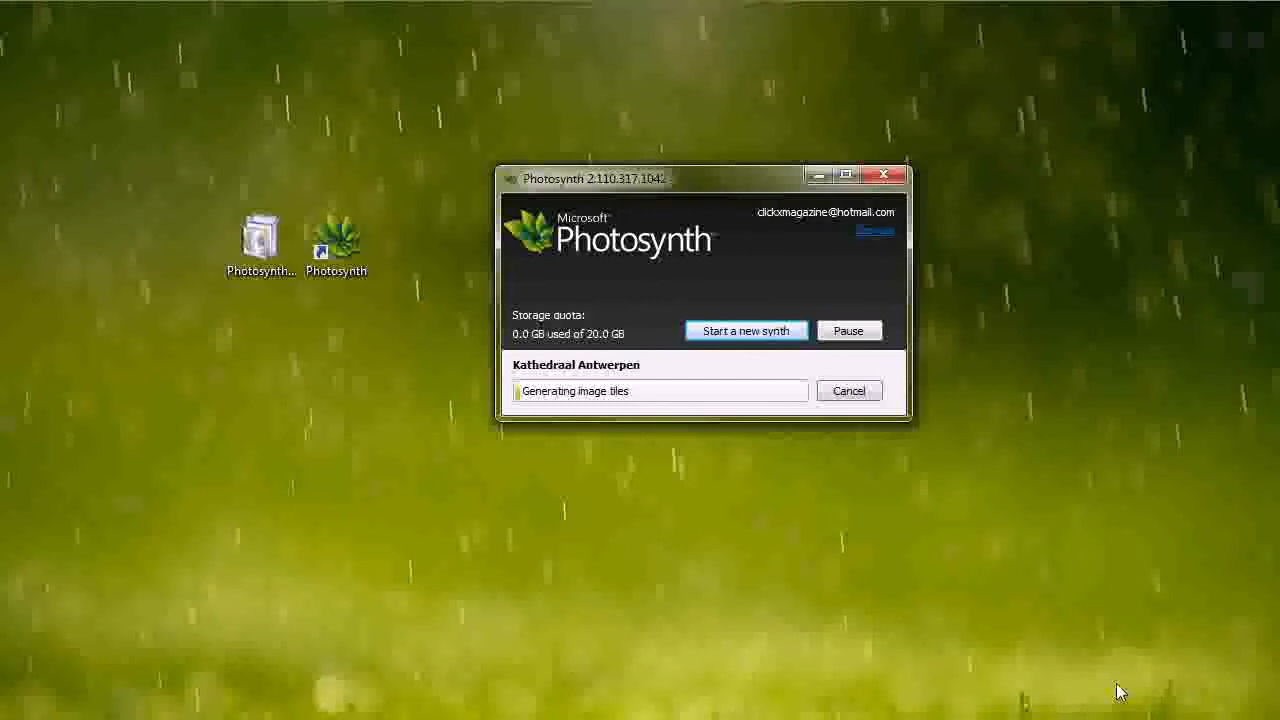 Photosynth 2.110.317.1042
clickxmagazine@hotmail.com
Microsoft
Photosynth
Photosynth...
Photosynth
Storage quota:
0.0 GB used of 20.0 GB
Start a new synth
Pause
Kathedraal Antwerpen
Generating image tiles
Cancel